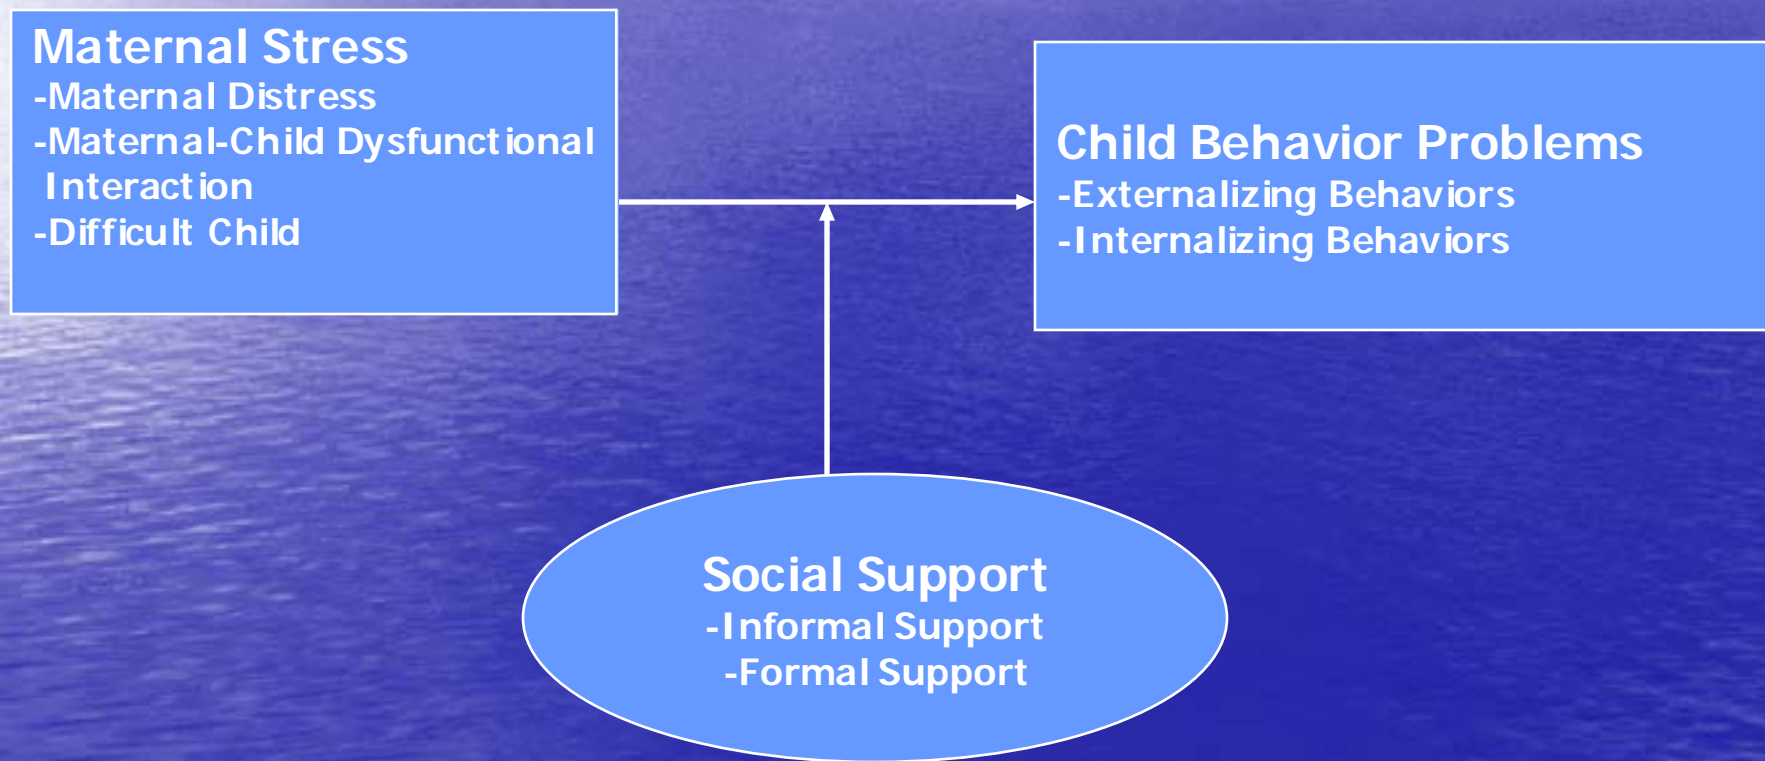 Maternal Stress
-Maternal Distress
-Maternal-Child Dysfunctional
Interaction
-Difficult Child
Child Behavior Problems
-Externalizing Behaviors
-Internalizing Behaviors
Social Support
-Informal Support
-Formal Support